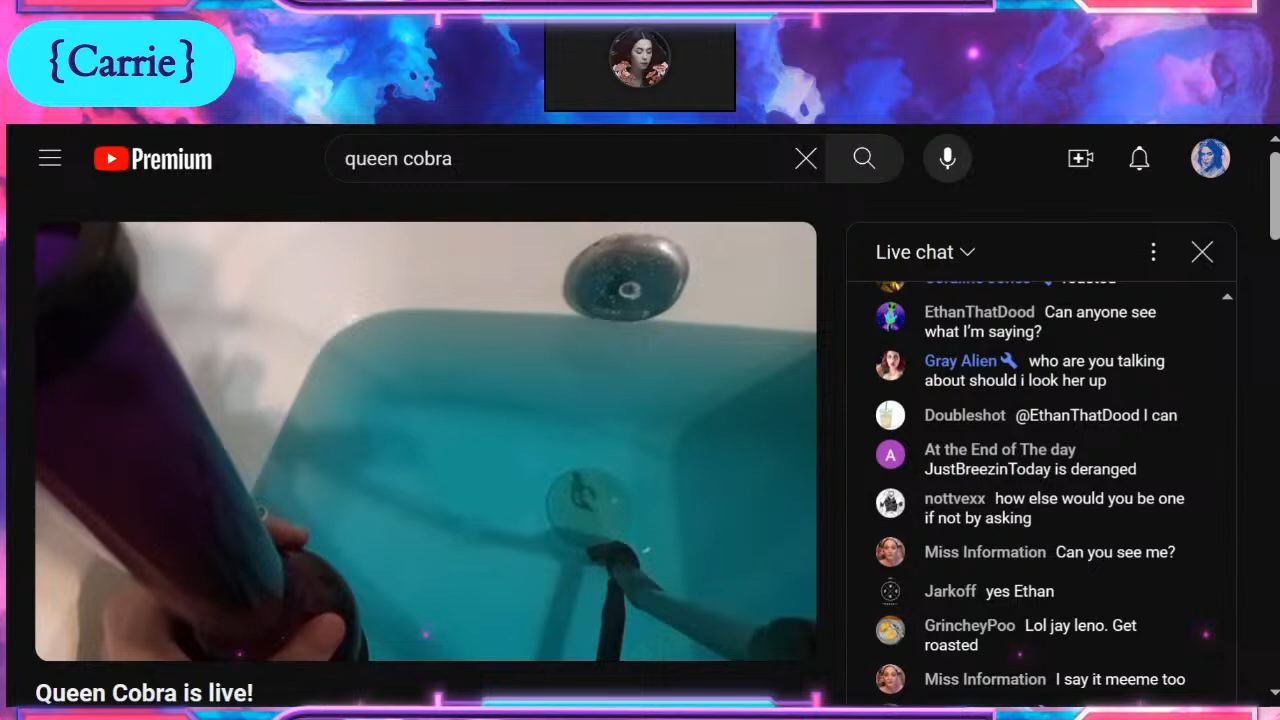 {Carrie}
Premium
queen cobra
Live chat
EthanThatDood Can anyone see
what I'm saying?
Gray Alien who are you talking
about should i look her up
Doubleshot @EthanThatDood I can
A
At the End of The day
JustBreezinToday is deranged
nottvexx how else would you be one
if not by asking
Miss Information Can you see me?
Jarkoff yes Ethan
GrincheyPoo Lol jay leno. Get
roasted
Miss Information I say it meeme too
Queen Cobra is live!